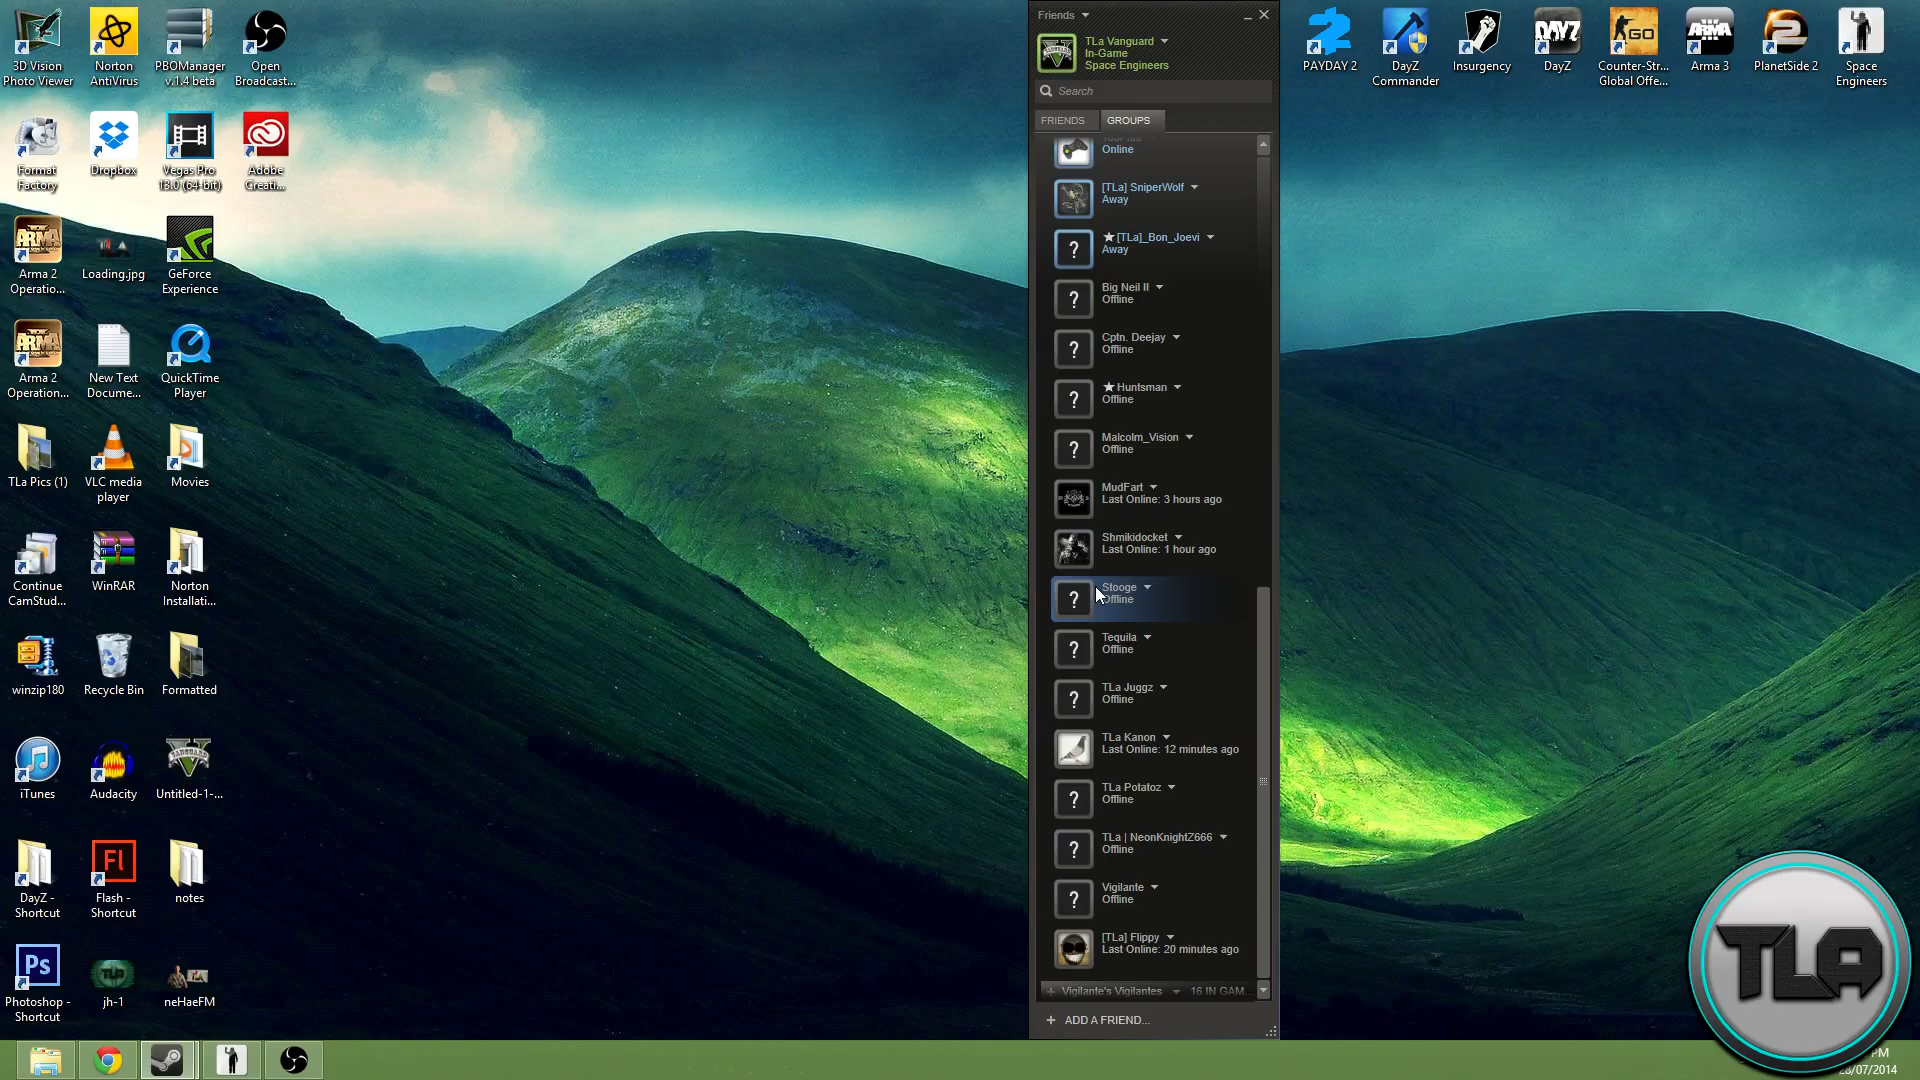 3D Vision
Photo Viewer
Norton
AntiVirus
PBOManager
v.1.4 beta
Open
Broadcast...
Format
Factory
Dropbox
Vegas Pro
13.0 (64-bit)
Adobe
Creati...
Arma 2
Operatio...
Loading.jpg
GeForce
Experience
Arma 2
Operation...
New Text
Docume...
QuickTime
Player
TLa Pics (1)
VLC media
player
Movies
Continue
CamStud...
WinRAR
Norton
Installati...
winzip180
Recycle Bin
Formatted
iTunes
Audacity
Untitled-1-...
DayZ -
Shortcut
Flash -
Shortcut
notes
Photoshop -
Shortcut
jh-1
neHaeFM
Friends
TLa Vanguard
In-Game
Space Engineers
Search
FRIENDS
GROUPS
Online
[TLa] SniperWolf
Away
[TLa]_Bon_Joevi
Away
Big Neil II
Offline
Cptn. Deejay
Offline
Huntsman
Offline
Malcolm_Vision
Offline
MudFart
Last Online: 3 hours ago
Shmikidocket
Last Online: 1 hour ago
Stooge
Offline
Tequila
Offline
TLa Juggz
Offline
TLa Kanon
Last Online: 12 minutes ago
TLa Potatoz
Offline
TLa | NeonKnightZ666
Offline
Vigilante
Offline
[TLa] Flippy
Last Online: 20 minutes ago
+ Vigilante's Vigilantes 16 IN GAM...
+ ADD A FRIEND...
PAYDAY 2
DayZ
Commander
Insurgency
DayZ
Counter-Str...
Global Offe...
Arma 3
PlanetSide 2
Space
Engineers
TLA
PM
28/07/2014